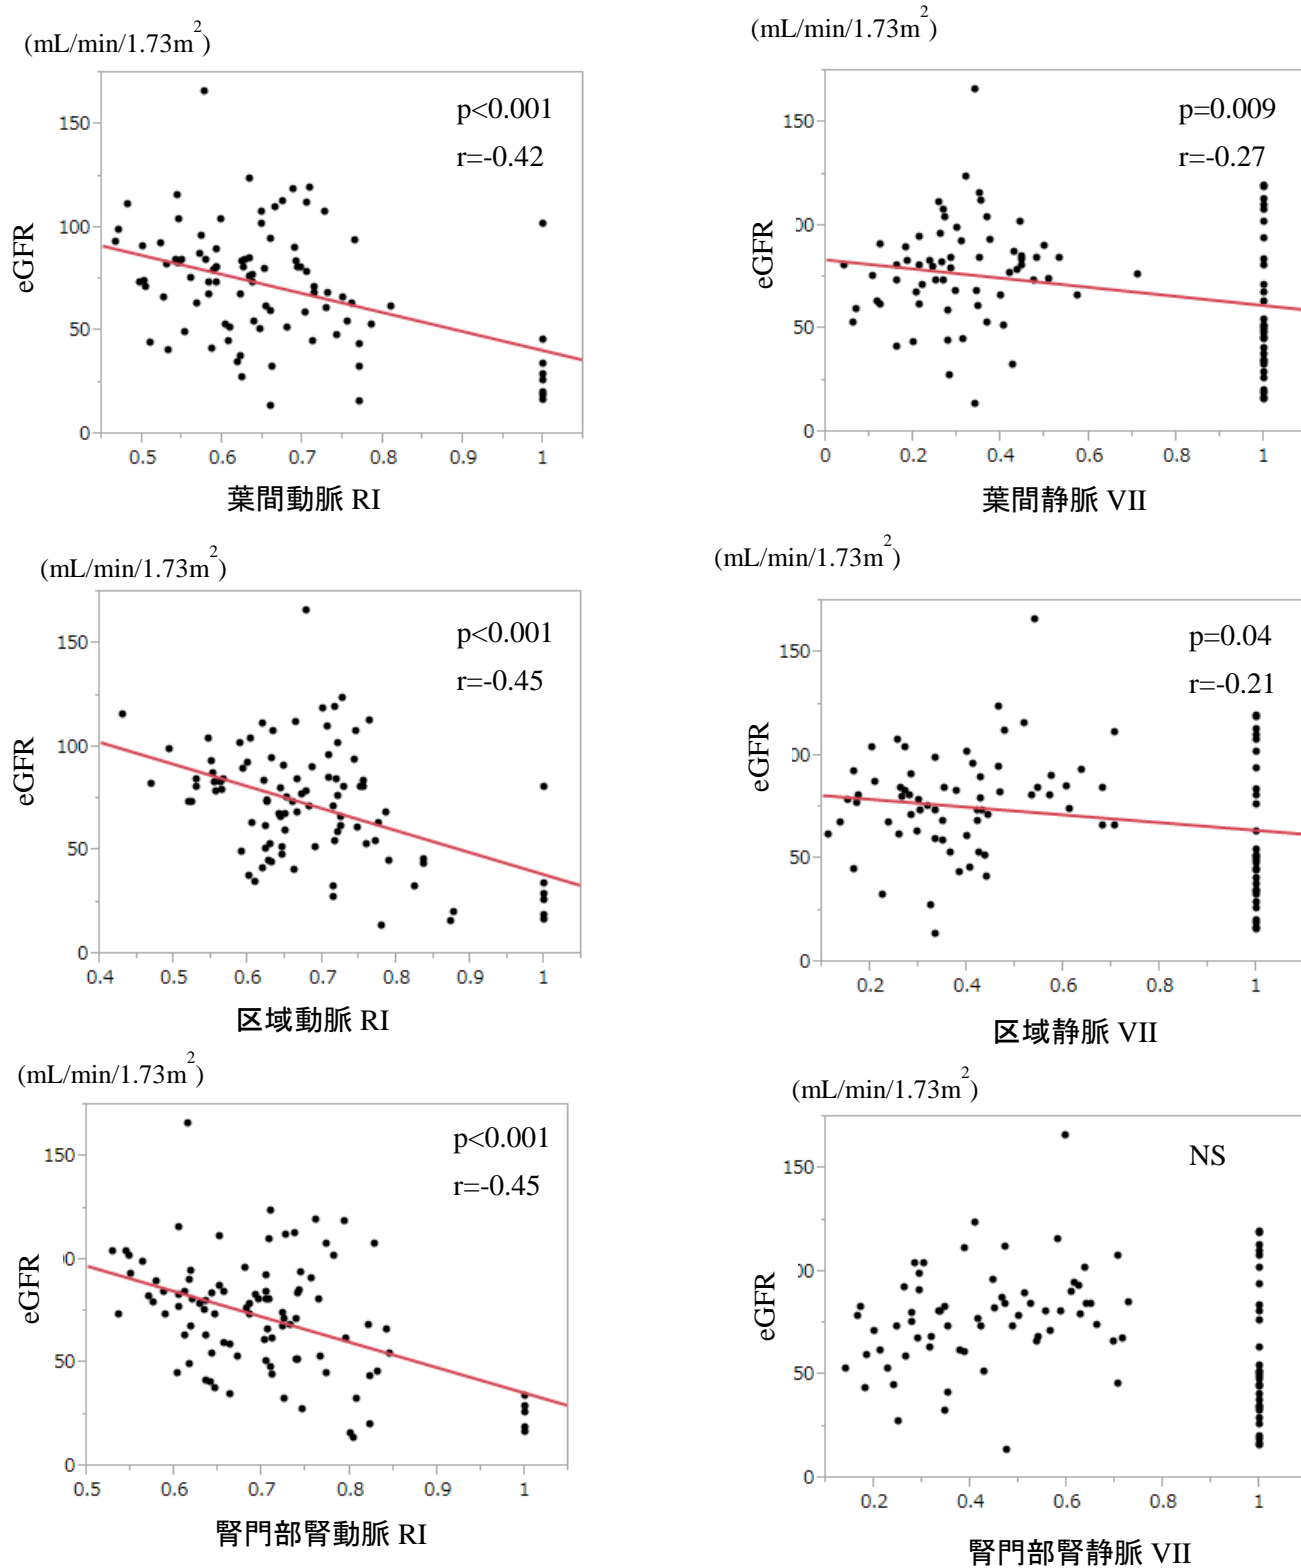 (mL/min/1.73m²)
p<0.001
r=-0.42
150
100
50
0
eGFR
0.5 0.6 0.7 0.8 0.9 1
葉間動脈 RI
(mL/min/1.73m²)
p=0.009
r=-0.27
150
00
50
0
eGFR
0 0.2 0.4 0.6 0.8 1
葉間静脈 VII
(mL/min/1.73m²)
p<0.001
r=-0.45
150
100
50
0
eGFR
0.4 0.5 0.6 0.7 0.8 0.9 1
区域動脈 RI
(mL/min/1.73m²)
p=0.04
r=-0.21
150
00
50
0
eGFR
0.2 0.4 0.6 0.8 1
区域静脈 VII
(mL/min/1.73m²)
p<0.001
r=-0.45
150
00
50
0
eGFR
0.5 0.6 0.7 0.8 0.9 1
腎門部腎動脈 RI
(mL/min/1.73m²)
NS
150
00
50
0
eGFR
0.2 0.4 0.6 0.8 1
腎門部腎静脈 VII